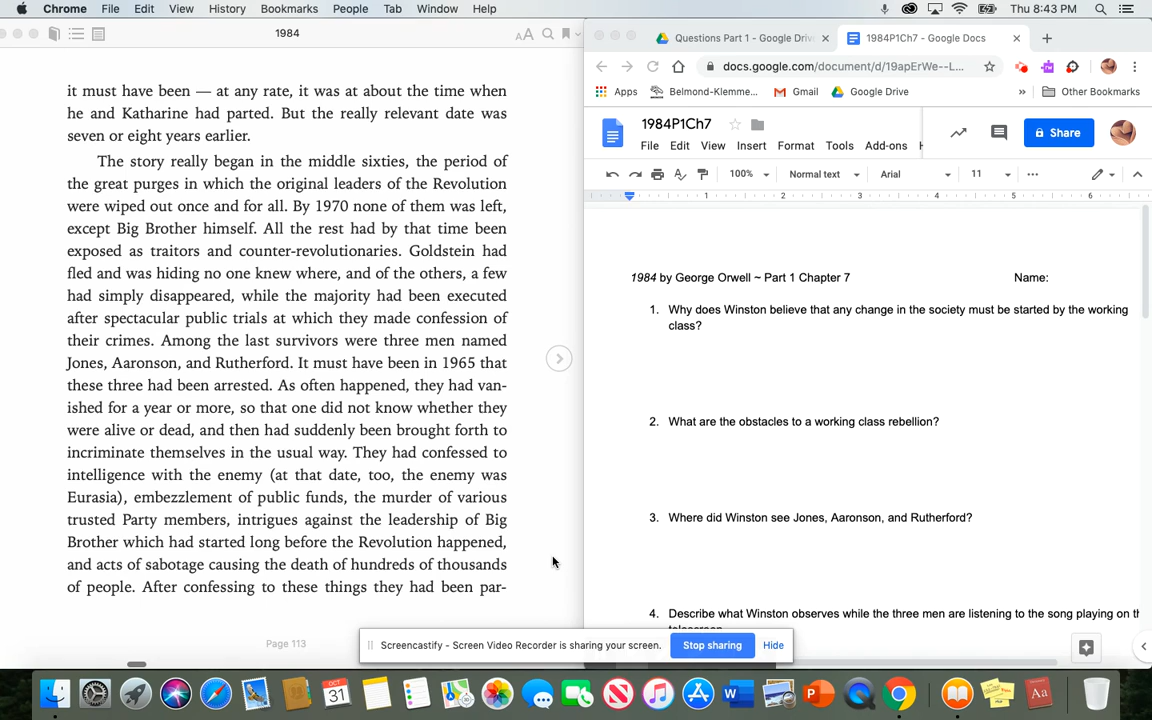 Chrome File Edit View History Bookmarks People Tab Window Help Thu 8:43 PM
1984
AA
it must have been — at any rate, it was at about the time when
he and Katharine had parted. But the really relevant date was
seven or eight years earlier.
The story really began in the middle sixties, the period of
the great purges in which the original leaders of the Revolution
were wiped out once and for all. By 1970 none of them was left,
except Big Brother himself. All the rest had by that time been
exposed as traitors and counter-revolutionaries. Goldstein had
fled and was hiding no one knew where, and of the others, a few
had simply disappeared, while the majority had been executed
after spectacular public trials at which they made confession of
their crimes. Among the last survivors were three men named
Jones, Aaronson, and Rutherford. It must have been in 1965 that
these three had been arrested. As often happened, they had van-
ished for a year or more, so that one did not know whether they
were alive or dead, and then had suddenly been brought forth to
incriminate themselves in the usual way. They had confessed to
intelligence with the enemy (at that date, too, the enemy was
Eurasia), embezzlement of public funds, the murder of various
trusted Party members, intrigues against the leadership of Big
Brother which had started long before the Revolution happened,
and acts of sabotage causing the death of hundreds of thousands
of people. After confessing to these things they had been par-
Page 113
Questions Part 1 - Google Driv
1984P1Ch7 - Google Docs
docs.google.com/document/d/19apErWe--L...
Apps Belmond-Klemme... Gmail Google Drive » Other Bookmarks
1984P1Ch7
File Edit View Insert Format Tools Add-ons
Share
100% Normal text Arial 11
1 2 3 4 5 6
1984 by George Orwell ~ Part 1 Chapter 7 Name:
1. Why does Winston believe that any change in the society must be started by the working
class?
2. What are the obstacles to a working class rebellion?
3. Where did Winston see Jones, Aaronson, and Rutherford?
4. Describe what Winston observes while the three men are listening to the song playing on th
Screencastify - Screen Video Recorder is sharing your screen. Stop sharing Hide
OCT
31
Aa